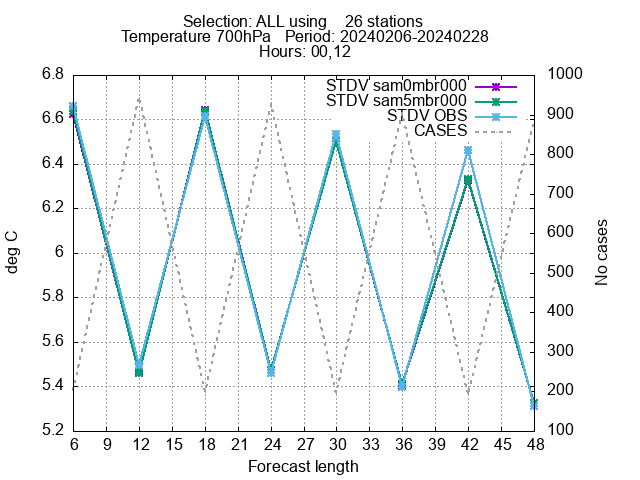 Selection: ALL using    26 stations
Temperature 700hPa   Period: 20240206-20240228
Hours: 00,12
STDV sam0mbr000
STDV sam5mbr000
STDV OBS
CASES
deg C
6.8
6.6
6.4
6.2
6
5.8
5.6
5.4
5.2
1000
900
800
700
600
500
400
300
200
100
No cases
6 9 12 15 18 21 24 27 30 33 36 39 42 45 48
Forecast length